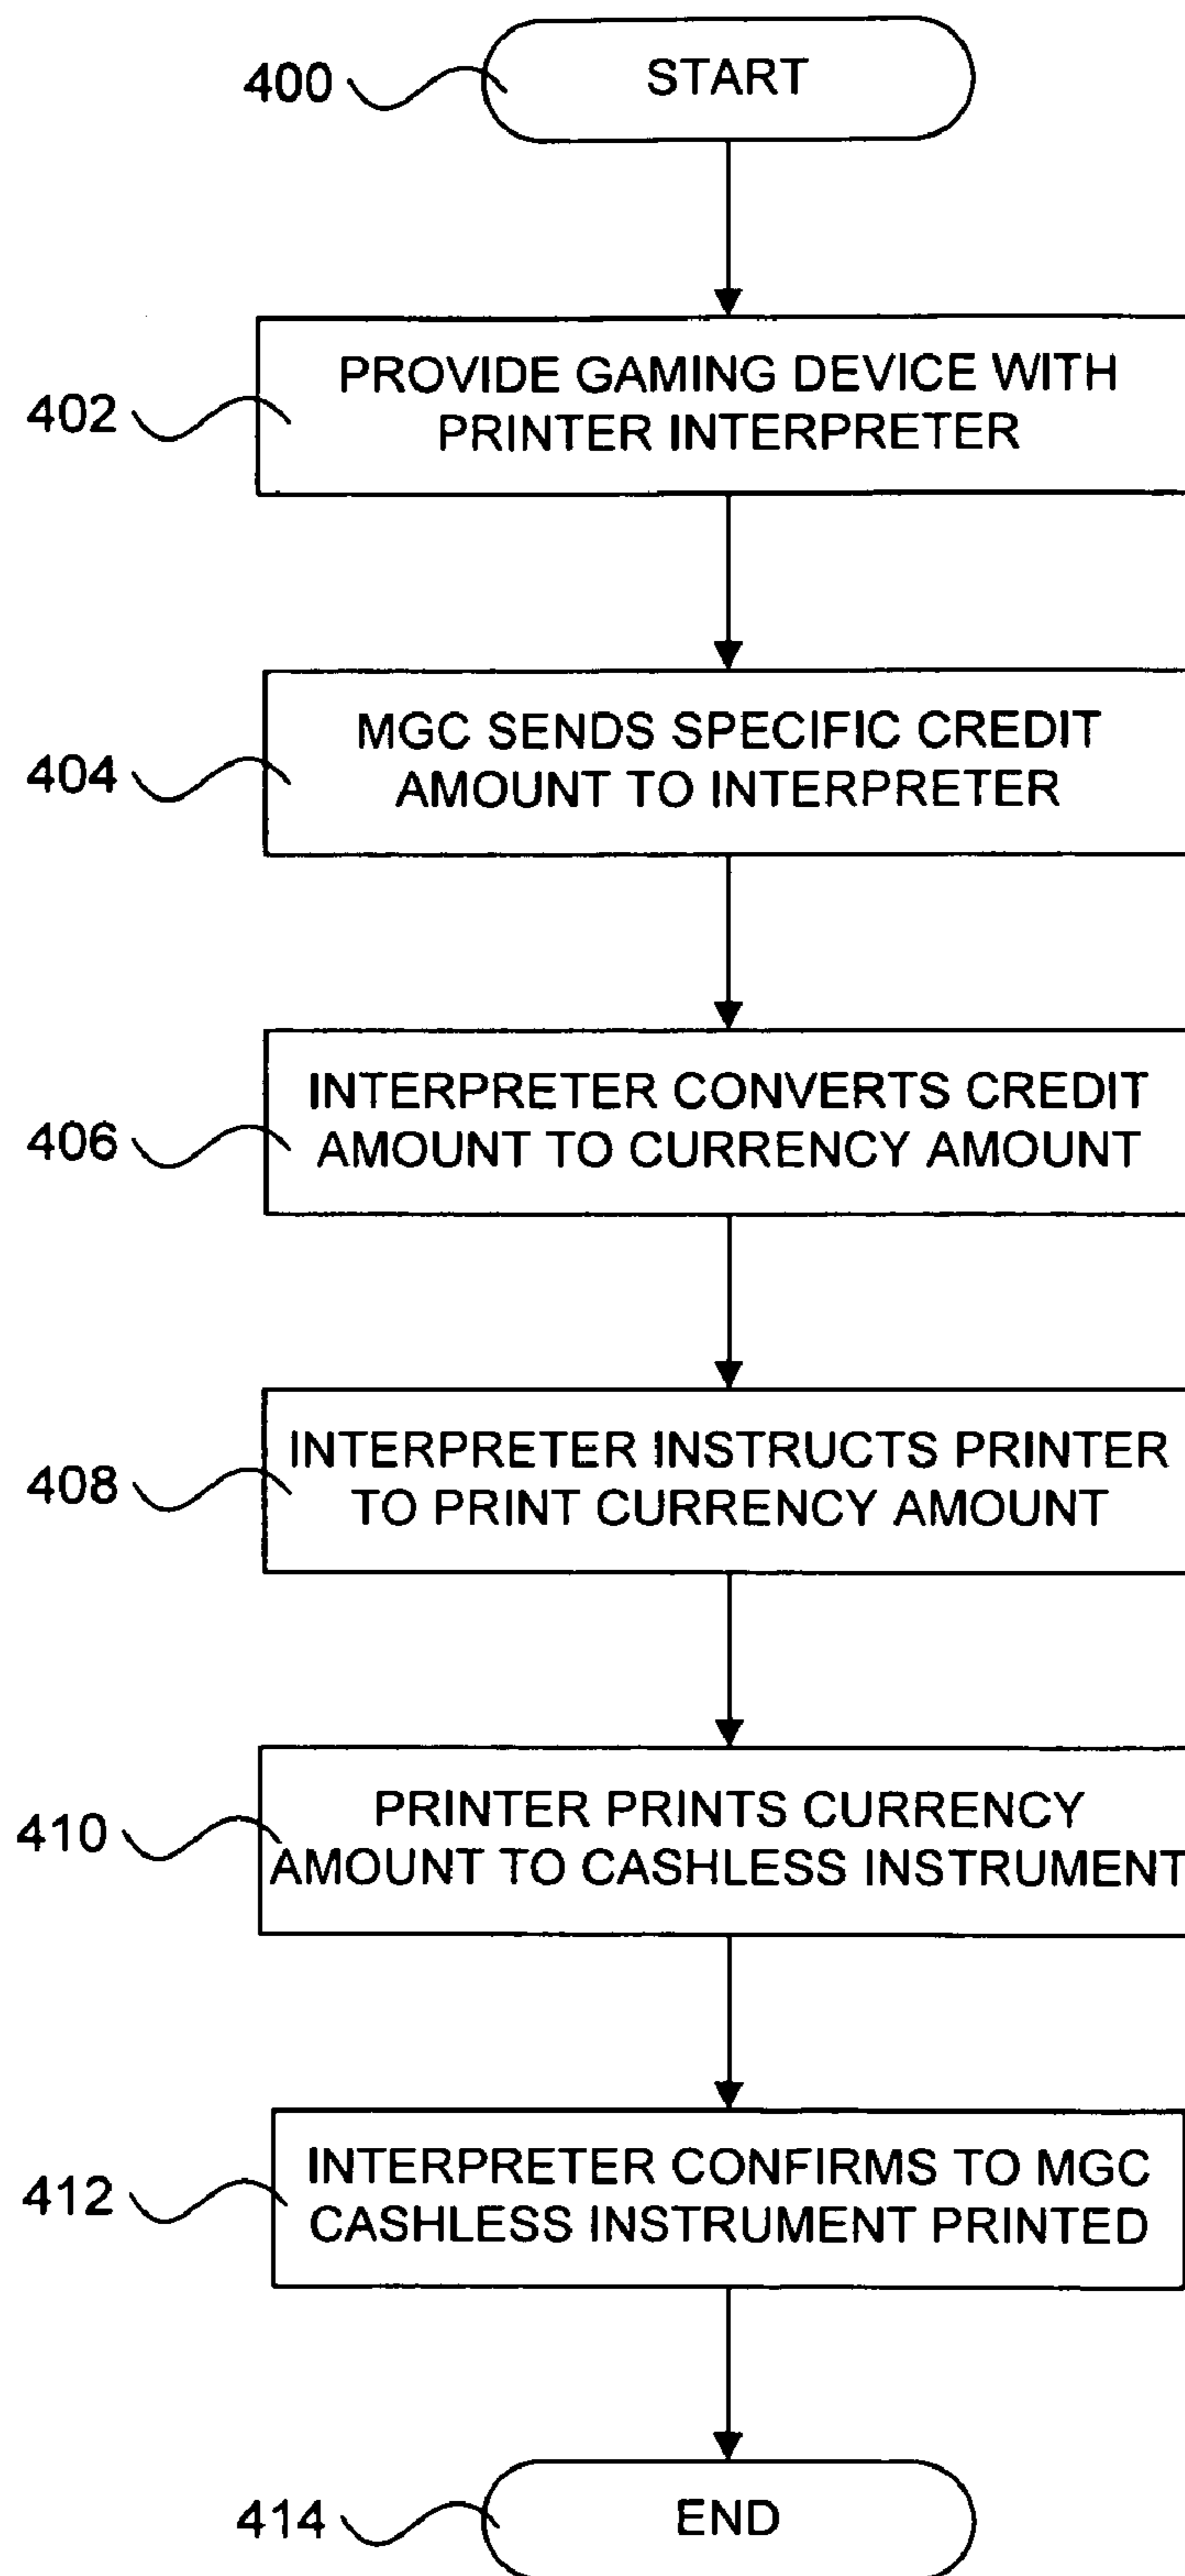 400
START
402
PROVIDE GAMING DEVICE WITH
PRINTER INTERPRETER
404
MGC SENDS SPECIFIC CREDIT
AMOUNT TO INTERPRETER
406
INTERPRETER CONVERTS CREDIT
AMOUNT TO CURRENCY AMOUNT
408
INTERPRETER INSTRUCTS PRINTER
TO PRINT CURRENCY AMOUNT
410
PRINTER PRINTS CURRENCY
AMOUNT TO CASHLESS INSTRUMENT
412
INTERPRETER CONFIRMS TO MGC
CASHLESS INSTRUMENT PRINTED
414
END